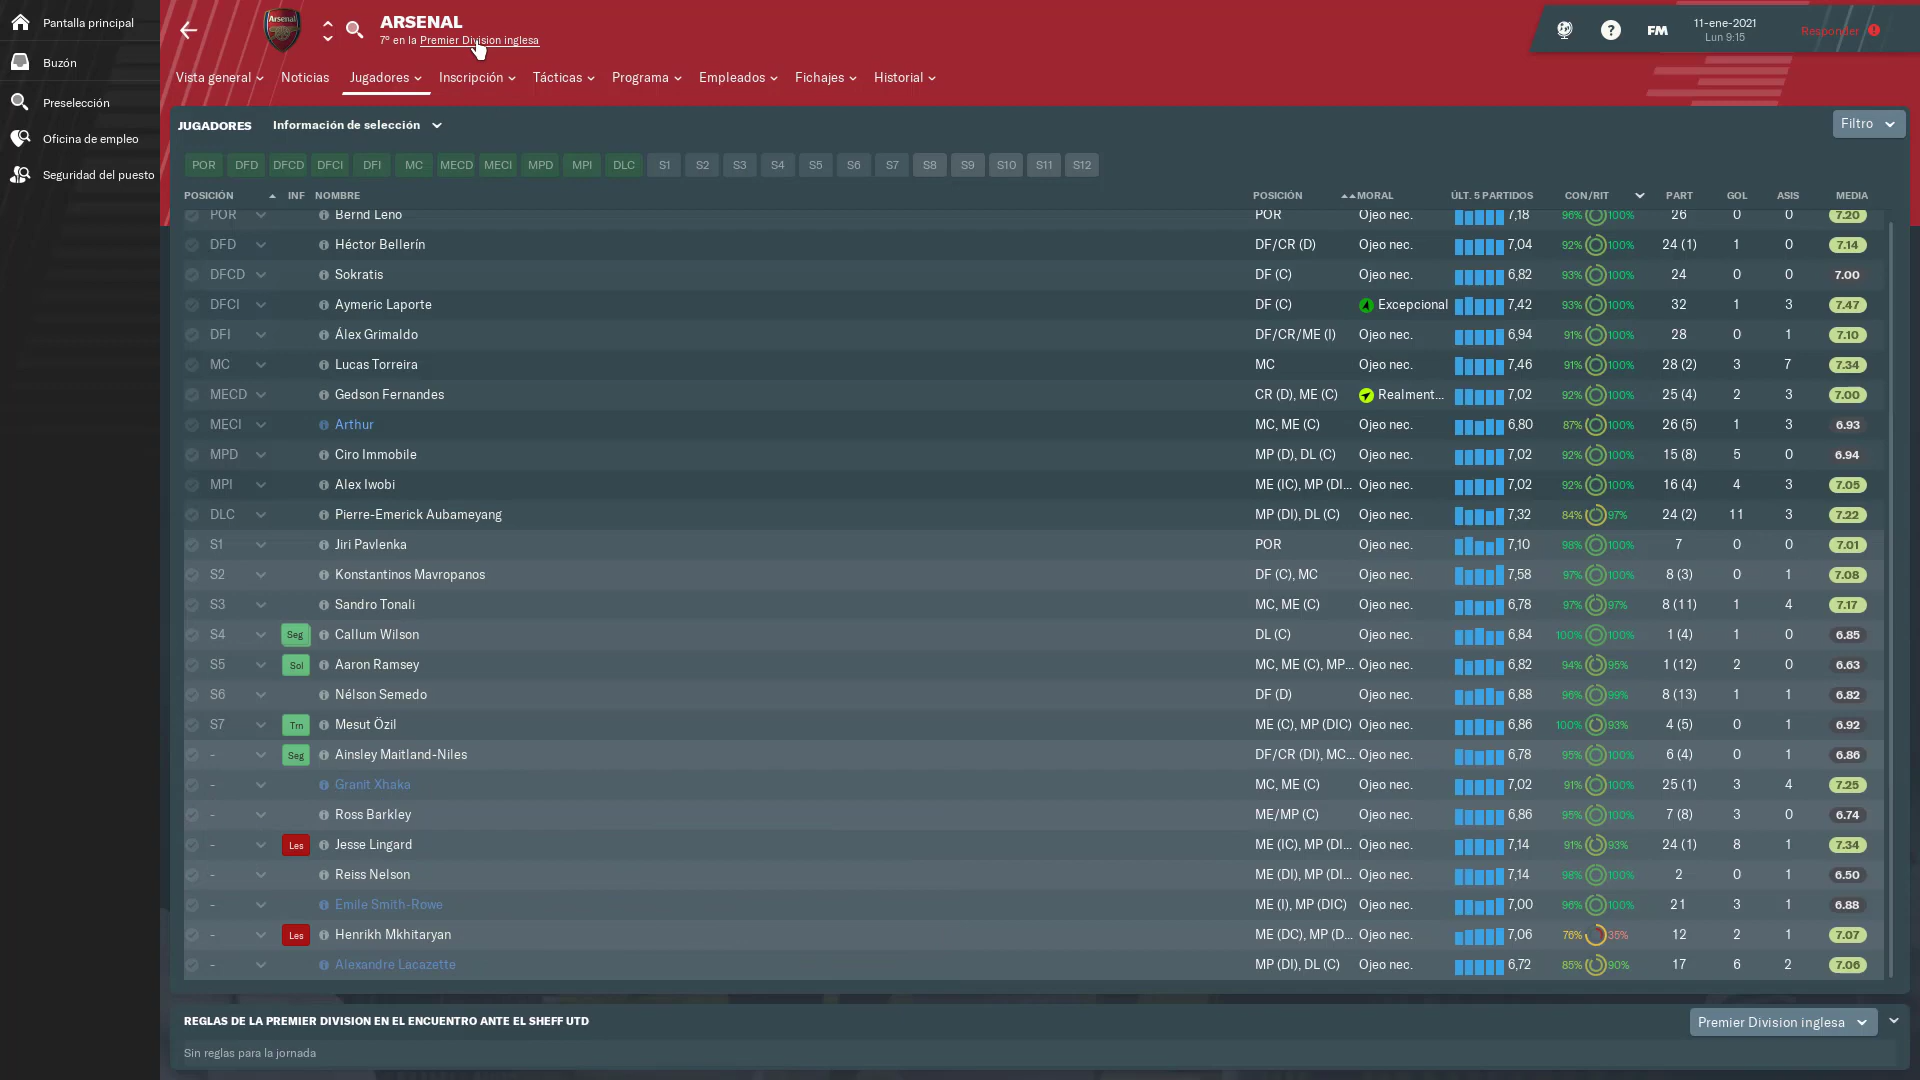 Pantalla principal
Buzón
Preselección
Oficina de empleo
Seguridad del puesto
Arsenal
ARSENAL
7º en la Premier Division inglesa
FM
11-ene-2021
Lun 9:15
Responder
Vista general Noticias Jugadores Inscripción Tácticas Programa Empleados Fichajes Historial
JUGADORES Información de selección Filtro
POR DFD DFCD DFCI DFI MC MECD MECI MPD MPI DLC S1 S2 S3 S4 S5 S6 S7 S8 S9 S10 S11 S12
POSICIÓN INF NOMBRE POSICIÓN MORAL ÚLT. 5 PARTIDOS CON/RIT PART GOL ASIS MEDIA
POR Bernd Leno POR Ojeo nec. 7,18 96% 100% 26 0 0 7.20
DFD Héctor Bellerín DF/CR (D) Ojeo nec. 7,04 92% 100% 24 (1) 1 0 7.14
DFCD Sokratis DF (C) Ojeo nec. 6,82 93% 100% 24 0 0 7.00
DFCI Aymeric Laporte DF (C) Excepcional 7,42 93% 100% 32 1 3 7.47
DFI Álex Grimaldo DF/CR/ME (I) Ojeo nec. 6,94 91% 100% 28 0 1 7.10
MC Lucas Torreira MC Ojeo nec. 7,46 91% 100% 28 (2) 3 7 7.34
MECD Gedson Fernandes CR (D), ME (C) Realment... 7,02 92% 100% 25 (4) 2 3 7.00
MECI Arthur MC, ME (C) Ojeo nec. 6,80 87% 100% 26 (5) 1 3 6.93
MPD Ciro Immobile MP (D), DL (C) Ojeo nec. 7,02 92% 100% 15 (8) 5 0 6.94
MPI Alex Iwobi ME (IC), MP (DI... Ojeo nec. 7,02 92% 100% 16 (4) 4 3 7.05
DLC Pierre-Emerick Aubameyang MP (DI), DL (C) Ojeo nec. 7,32 84% 97% 24 (2) 11 3 7.22
S1 Jiri Pavlenka POR Ojeo nec. 7,10 98% 100% 7 0 0 7.01
S2 Konstantinos Mavropanos DF (C), MC Ojeo nec. 7,58 97% 100% 8 (3) 0 1 7.08
S3 Sandro Tonali MC, ME (C) Ojeo nec. 6,78 97% 97% 8 (11) 1 4 7.17
S4 Seg Callum Wilson DL (C) Ojeo nec. 6,84 100% 100% 1 (4) 1 0 6.85
S5 Sol Aaron Ramsey MC, ME (C), MP... Ojeo nec. 6,82 94% 95% 1 (12) 2 0 6.63
S6 Nélson Semedo DF (D) Ojeo nec. 6,88 96% 99% 8 (13) 1 1 6.82
S7 Trn Mesut Özil ME (C), MP (DIC) Ojeo nec. 6,86 100% 93% 4 (5) 0 1 6.92
- Seg Ainsley Maitland-Niles DF/CR (DI), MC... Ojeo nec. 6,78 95% 100% 6 (4) 0 1 6.86
- Granit Xhaka MC, ME (C) Ojeo nec. 7,02 91% 100% 25 (1) 3 4 7.25
- Ross Barkley ME/MP (C) Ojeo nec. 6,86 95% 100% 7 (8) 3 0 6.74
- Les Jesse Lingard ME (IC), MP (DI... Ojeo nec. 7,14 91% 93% 24 (1) 8 1 7.34
- Reiss Nelson ME (DI), MP (DI... Ojeo nec. 7,14 98% 100% 2 0 1 6.50
- Emile Smith-Rowe ME (I), MP (DIC) Ojeo nec. 7,00 96% 100% 21 3 1 6.88
- Les Henrikh Mkhitaryan ME (DC), MP (D... Ojeo nec. 7,06 76% 35% 12 2 1 7.07
- Alexandre Lacazette MP (DI), DL (C) Ojeo nec. 6,72 85% 90% 17 6 2 7.06
REGLAS DE LA PREMIER DIVISION EN EL ENCUENTRO ANTE EL SHEFF UTD Premier Division inglesa
Sin reglas para la jornada